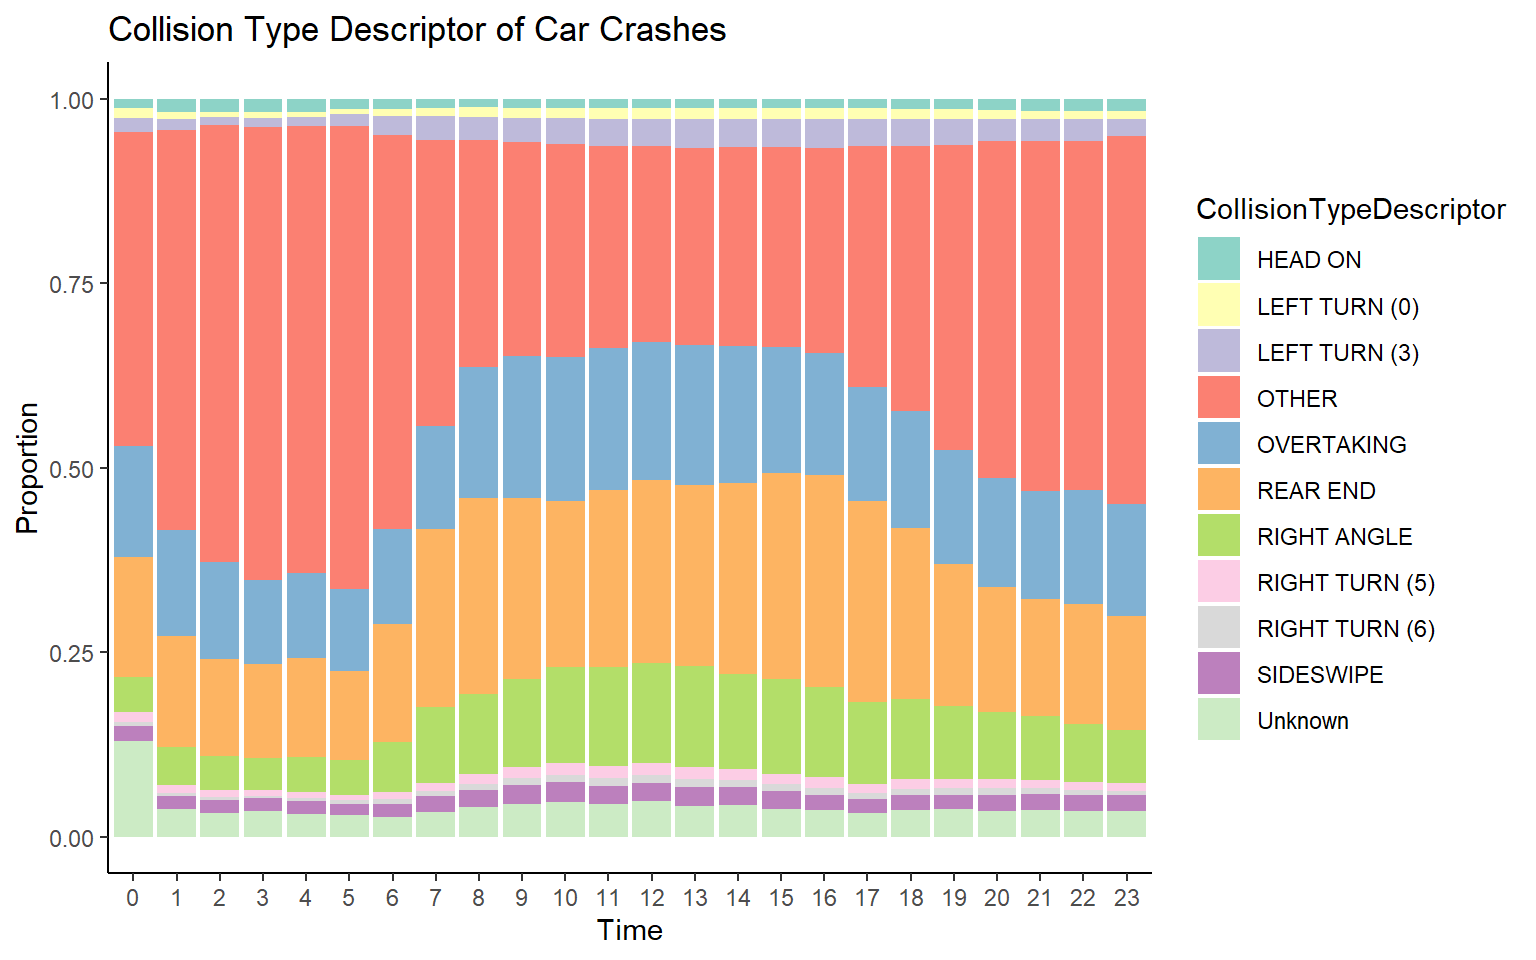 Collision Type Descriptor of Car Crashes
1.00
0.75
0.50
0.25
0.00
Proportion
0 1 2 3 4 5 6 7 8 9 10 11 12 13 14 15 16 17 18 19 20 21 22 23
Time
CollisionTypeDescriptor
HEAD ON
LEFT TURN (0)
LEFT TURN (3)
OTHER
OVERTAKING
REAR END
RIGHT ANGLE
RIGHT TURN (5)
RIGHT TURN (6)
SIDESWIPE
Unknown